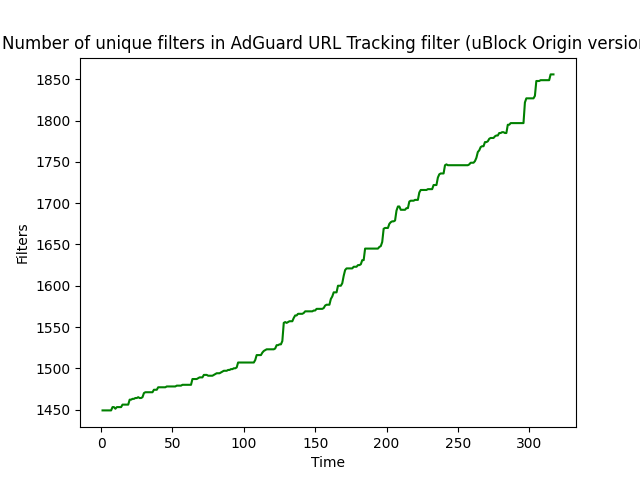 Number of unique filters in AdGuard URL Tracking filter (uBlock Origin version
1850
1800
1750
1700
1650
1600
1550
1500
1450
Filters
0 50 100 150 200 250 300
Time